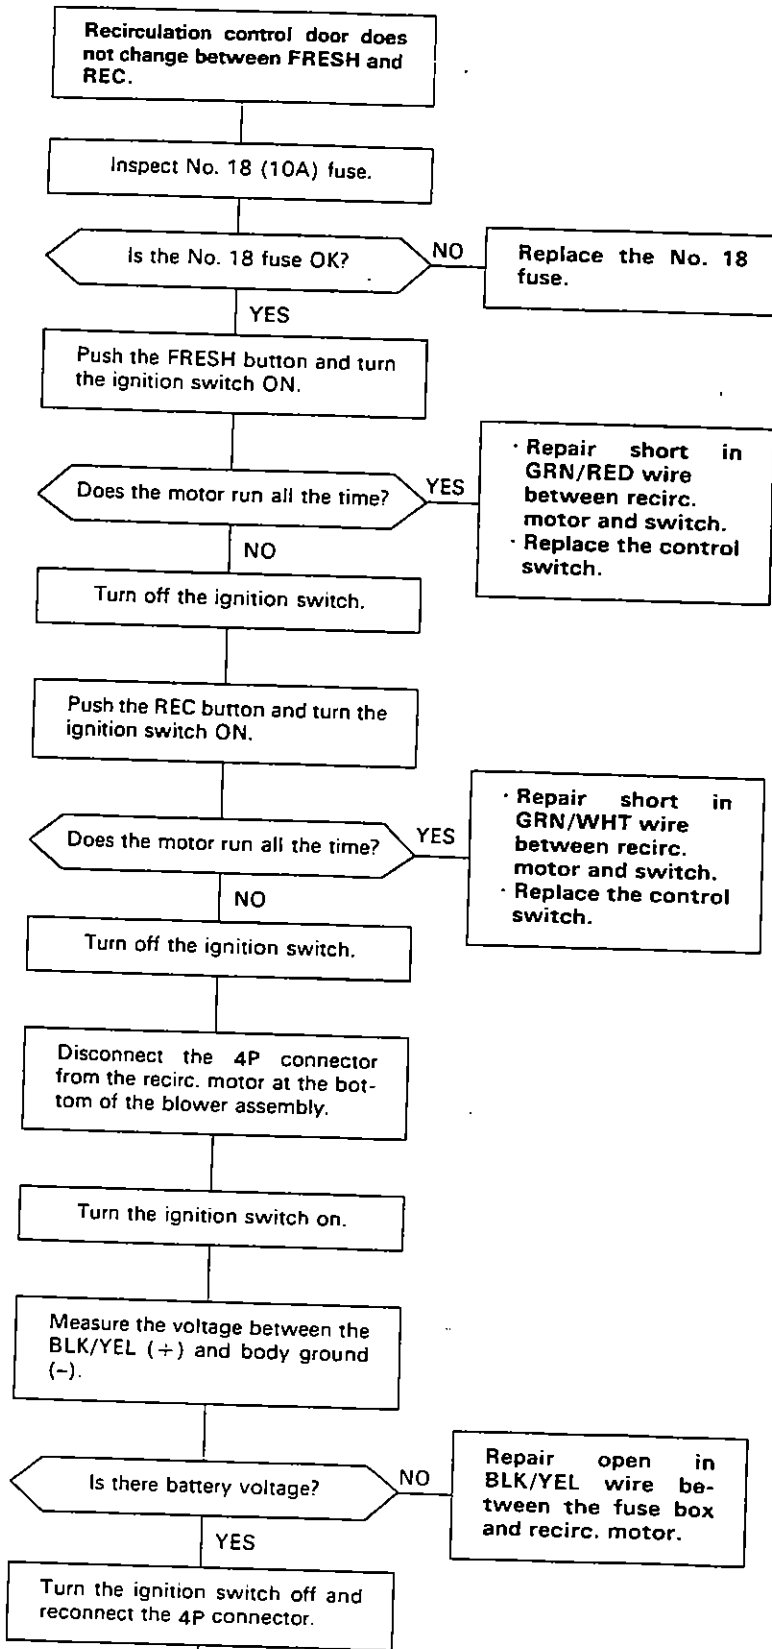 Recirculation control door does
not change between FRESH and
REC.
Inspect No. 18 (10A) fuse.
Is the No. 18 fuse OK?
NO
Replace the No. 18
fuse.
YES
Push the FRESH button and turn
the ignition switch ON.
Does the motor run all the time?
YES
· Repair short in
GRN/RED wire
between recirc.
motor and switch.
· Replace the control
switch.
NO
Turn off the ignition switch.
Push the REC button and turn the
ignition switch ON.
Does the motor run all the time?
YES
· Repair short in
GRN/WHT wire
between recirc.
motor and switch.
· Replace the control
switch.
NO
Turn off the ignition switch.
Disconnect the 4P connector
from the recirc. motor at the bot-
tom of the blower assembly.
Turn the ignition switch on.
Measure the voltage between the
BLK/YEL (+) and body ground
(–).
Is there battery voltage?
NO
Repair open in
BLK/YEL wire be-
tween the fuse box
and recirc. motor.
YES
Turn the ignition switch off and
reconnect the 4P connector.